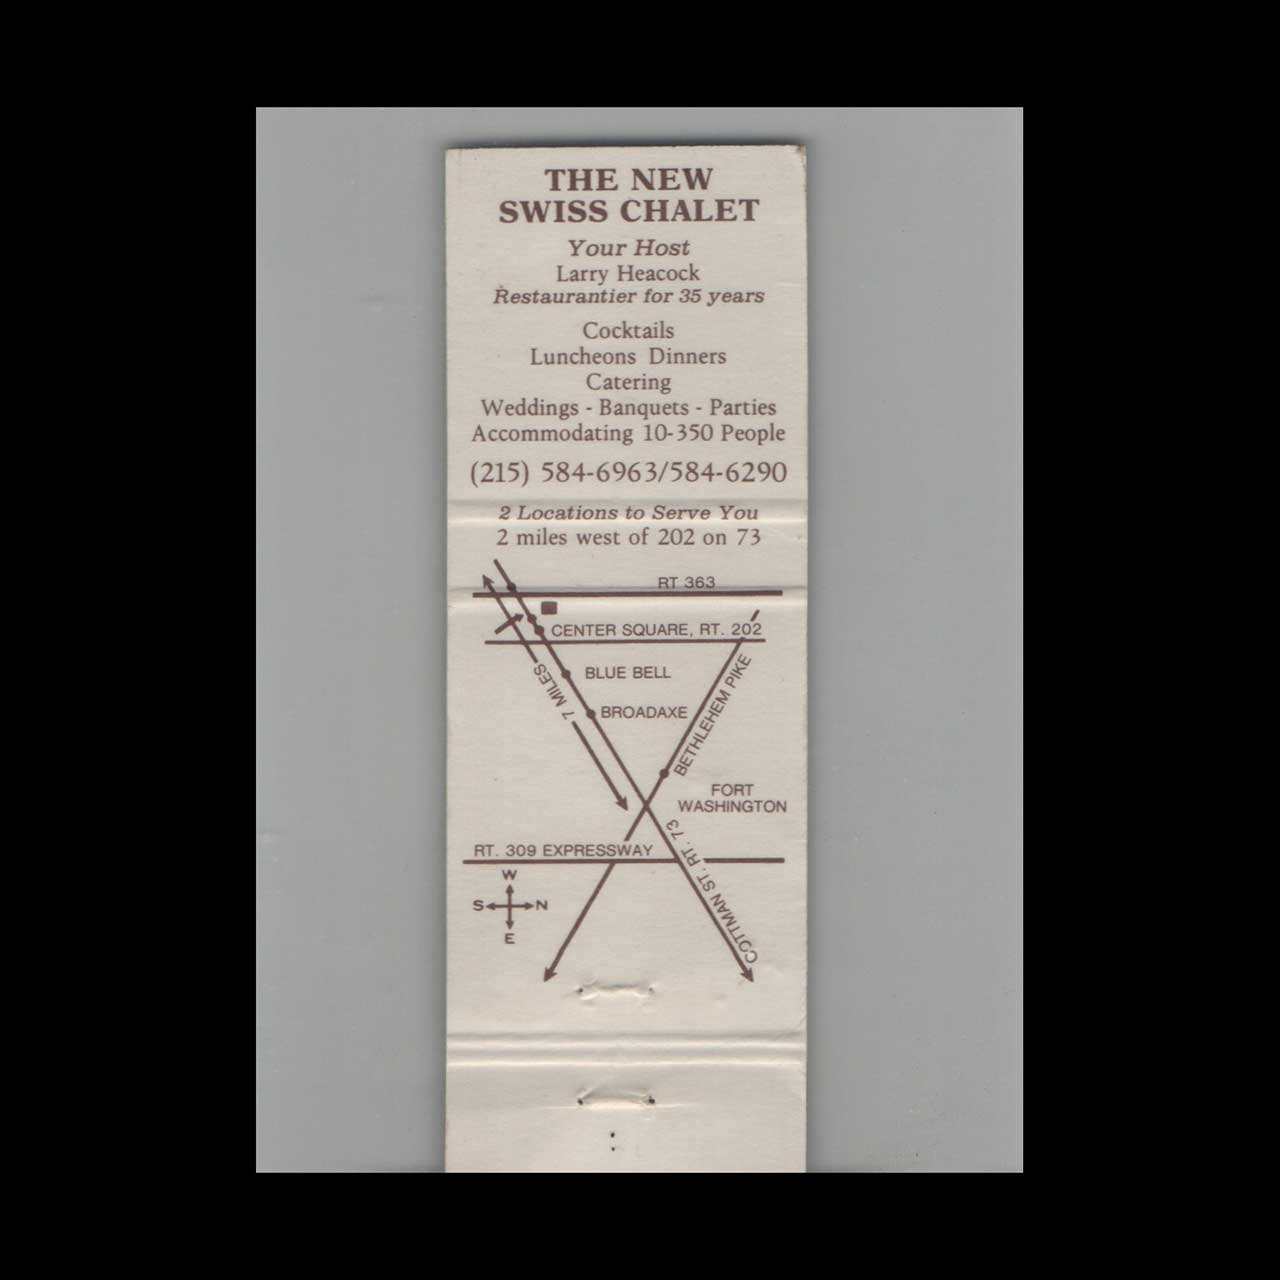 THE NEW
SWISS CHALET
Your Host
Larry Heacock
Restaurantier for 35 years
Cocktails
Luncheons Dinners
Catering
Weddings - Banquets - Parties
Accommodating 10-350 People
(215) 584-6963/584-6290
2 Locations to Serve You
2 miles west of 202 on 73
RT 363
CENTER SQUARE, RT. 202
7 MILES
BLUE BELL
BROADAXE
BETHLEHEM PIKE
FORT
WASHINGTON
COTTMAN ST. RT. 73
RT. 309 EXPRESSWAY
W
S N
E